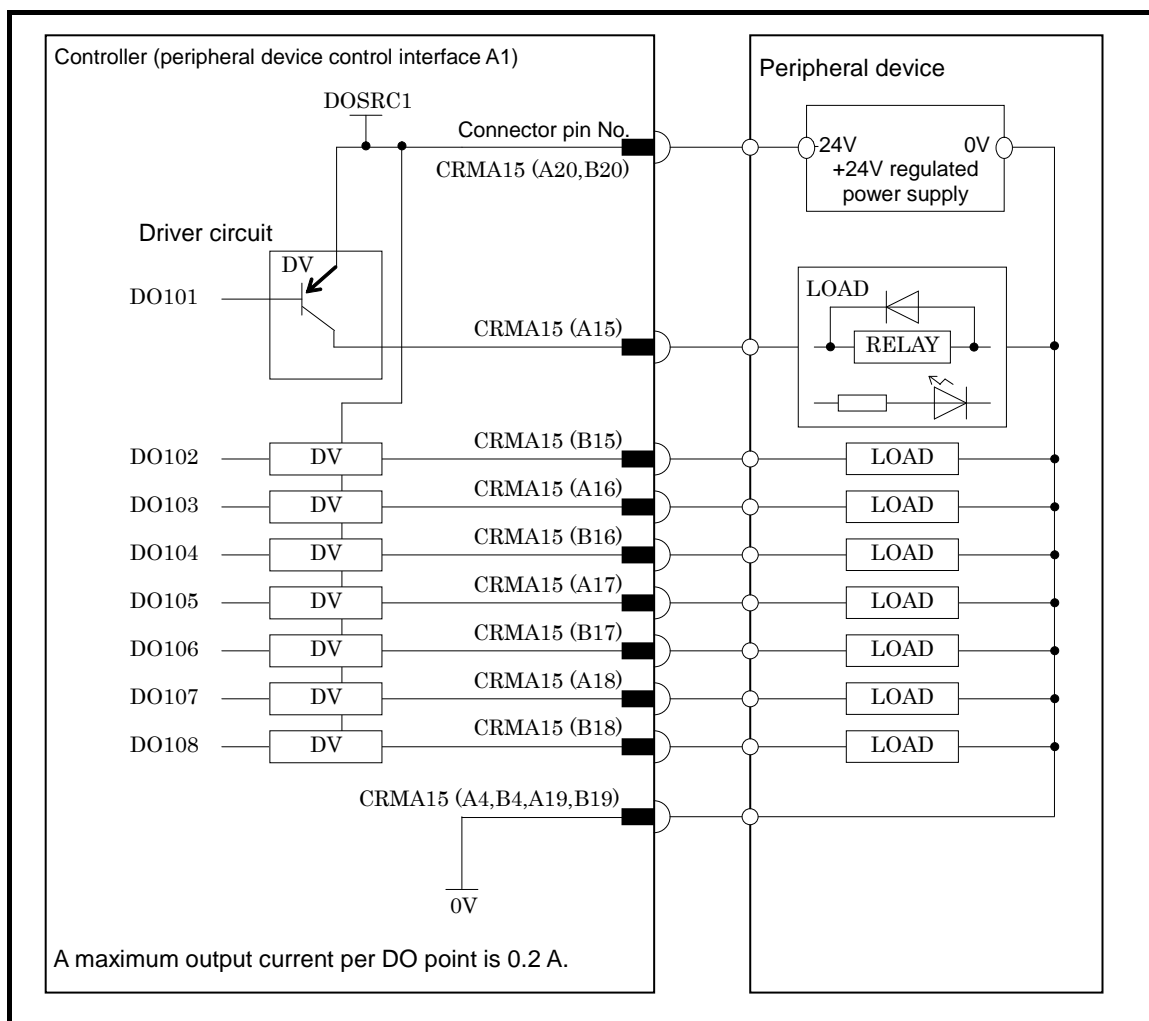 Controller (peripheral device control interface A1)
Peripheral device
DOSRC1
Connector pin No.
CRMA15 (A20,B20)
24V
0V
+24V regulated
power supply
Driver circuit
DV
DO101
CRMA15 (A15)
LOAD
RELAY
DO102
DV
CRMA15 (B15)
LOAD
DO103
DV
CRMA15 (A16)
LOAD
DO104
DV
CRMA15 (B16)
LOAD
DO105
DV
CRMA15 (A17)
LOAD
DO106
DV
CRMA15 (B17)
LOAD
DO107
DV
CRMA15 (A18)
LOAD
DO108
DV
CRMA15 (B18)
LOAD
CRMA15 (A4,B4,A19,B19)
0V
A maximum output current per DO point is 0.2 A.